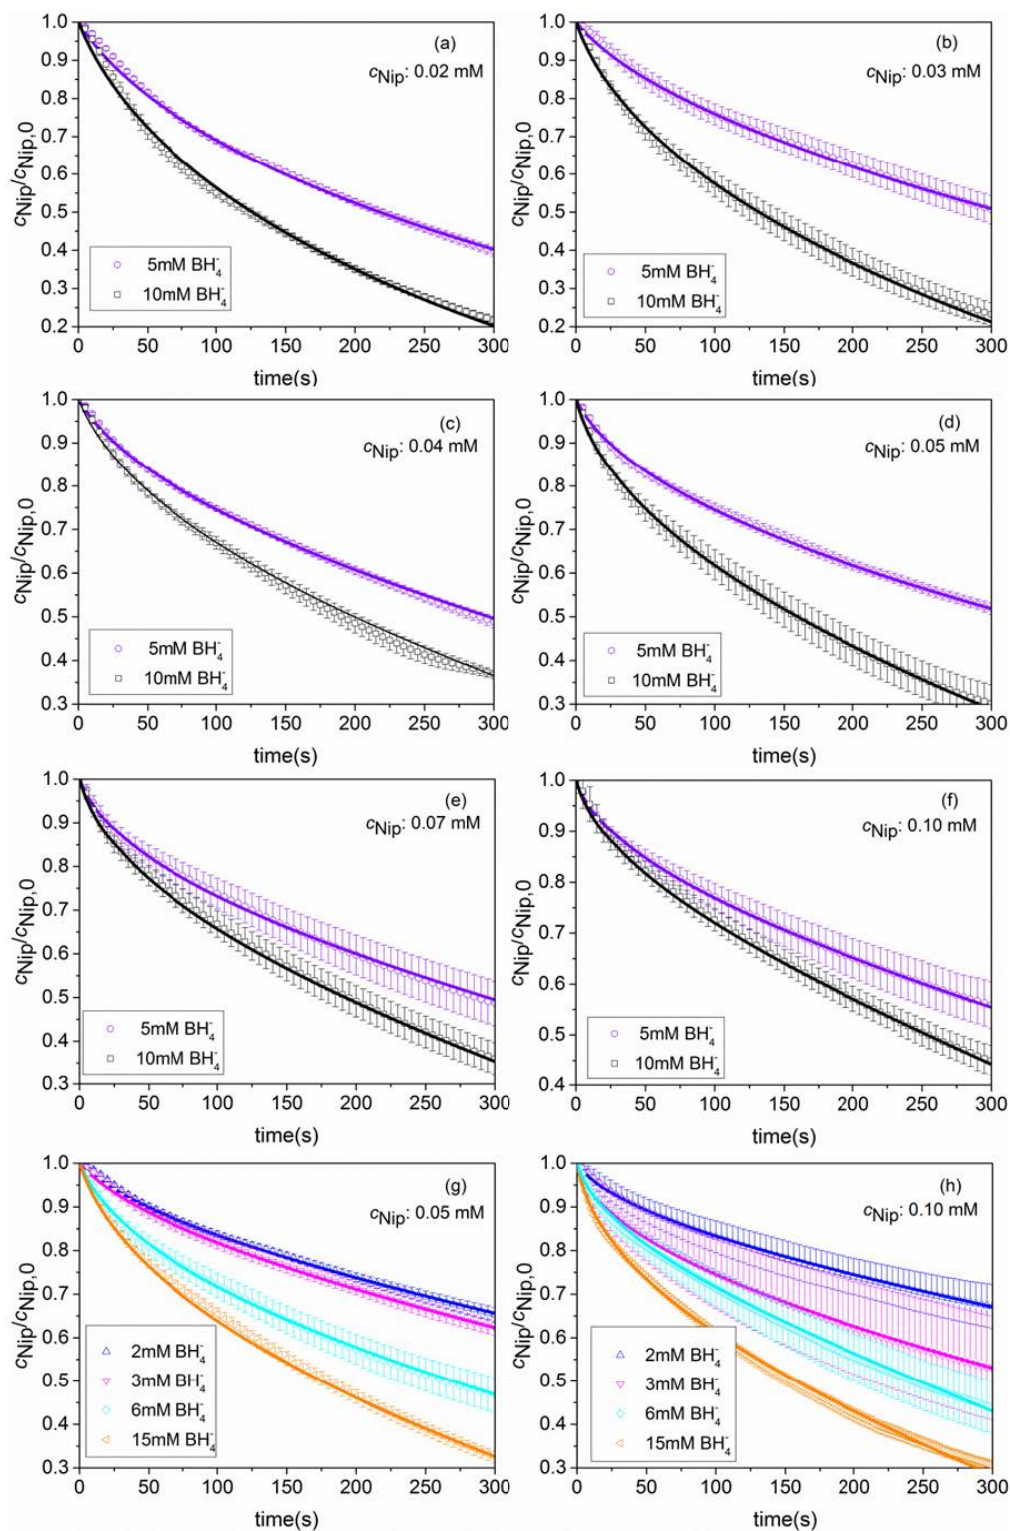 (a)
cNip: 0.02 mM
1.0
0.9
0.8
0.7
0.6
0.5
0.4
0.3
0.2
cNip/cNip,0
5mM BH4-
10mM BH4-
0 50 100 150 200 250 300
time(s)
(b)
cNip: 0.03 mM
1.0
0.9
0.8
0.7
0.6
0.5
0.4
0.3
0.2
cNip/cNip,0
5mM BH4-
10mM BH4-
0 50 100 150 200 250 300
time(s)
(c)
cNip: 0.04 mM
1.0
0.9
0.8
0.7
0.6
0.5
0.4
0.3
cNip/cNip,0
5mM BH4-
10mM BH4-
0 50 100 150 200 250 300
time(s)
(d)
cNip: 0.05 mM
1.0
0.9
0.8
0.7
0.6
0.5
0.4
0.3
cNip/cNip,0
5mM BH4-
10mM BH4-
0 50 100 150 200 250 300
time(s)
(e)
cNip: 0.07 mM
1.0
0.9
0.8
0.7
0.6
0.5
0.4
0.3
cNip/cNip,0
5mM BH4-
10mM BH4-
0 50 100 150 200 250 300
time(s)
(f)
cNip: 0.10 mM
1.0
0.9
0.8
0.7
0.6
0.5
0.4
cNip/cNip,0
5mM BH4-
10mM BH4-
0 50 100 150 200 250 300
time(s)
(g)
cNip: 0.05 mM
1.0
0.9
0.8
0.7
0.6
0.5
0.4
0.3
cNip/cNip,0
2mM BH4-
3mM BH4-
6mM BH4-
15mM BH4-
0 50 100 150 200 250 300
time(s)
(h)
cNip: 0.10 mM
1.0
0.9
0.8
0.7
0.6
0.5
0.4
0.3
cNip/cNip,0
2mM BH4-
3mM BH4-
6mM BH4-
15mM BH4-
0 50 100 150 200 250 300
time(s)